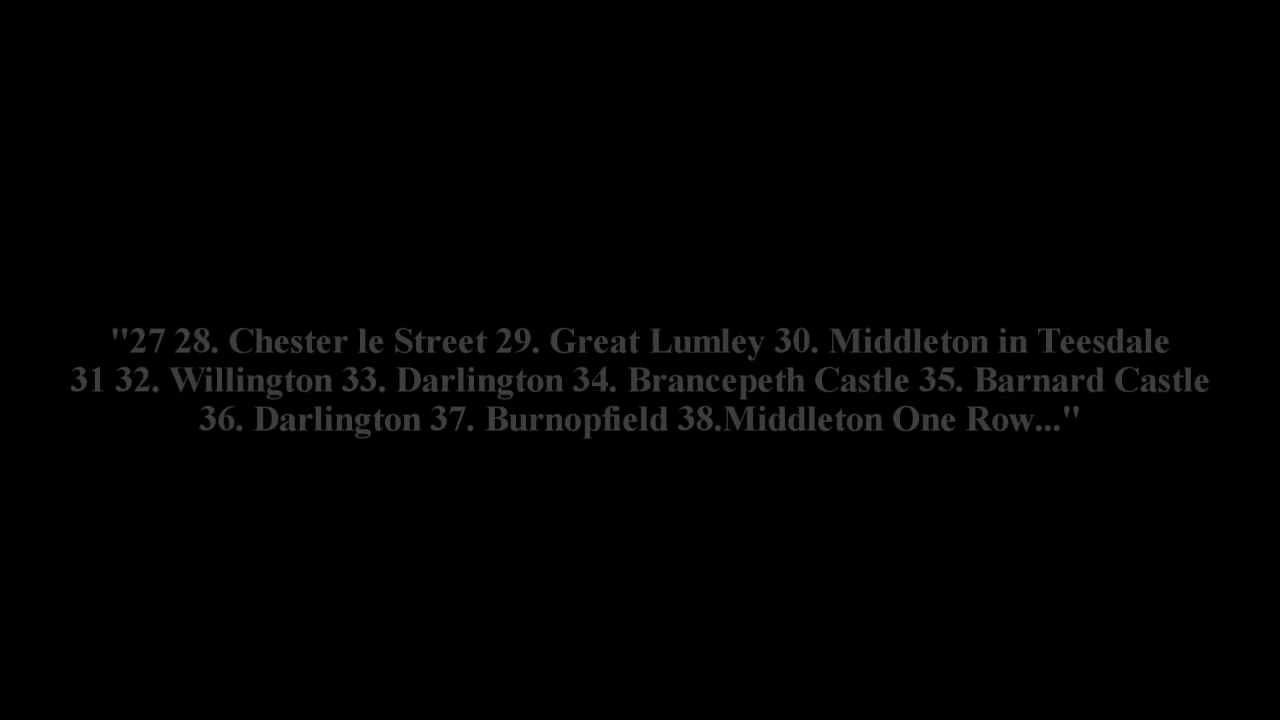 "27 28. Chester le Street 29. Great Lumley 30. Middleton in Teesdale
31 32. Willington 33. Darlington 34. Brancepeth Castle 35. Barnard Castle
36. Darlington 37. Burnopfield 38.Middleton One Row..."